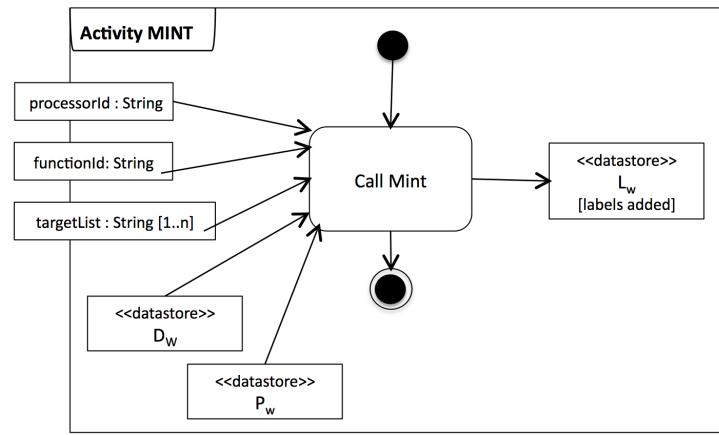 Activity MINT
processorId : String
functionId: String
targetList : String [1..n]
Call Mint
<<datastore>>
Lw
[labels added]
<<datastore>>
DW
<<datastore>>
Pw